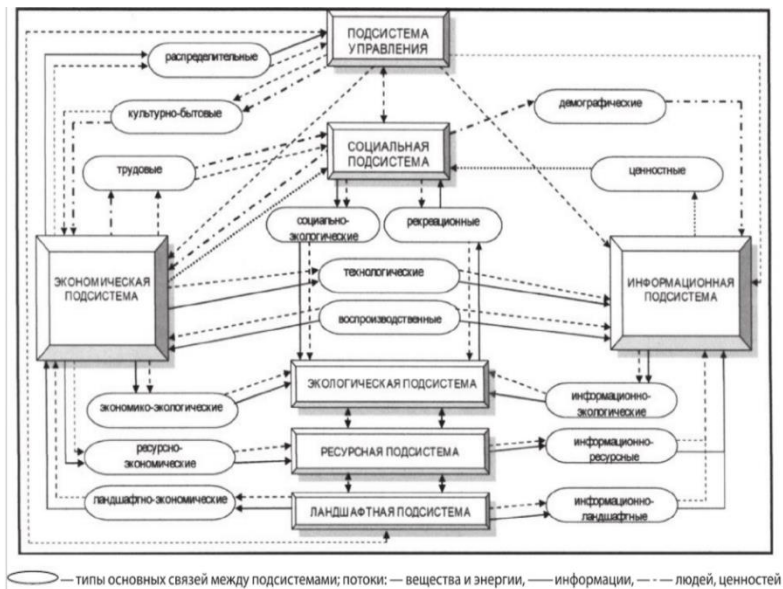 ПОДСИСТЕМА
УПРАВЛЕНИЯ
распределительные
культурно-бытовые
демографические
СОЦИАЛЬНАЯ
ПОДСИСТЕМА
трудовые
ценностные
социально-
экологические
рекреационные
ЭКОНОМИЧЕСКАЯ
ПОДСИСТЕМА
технологические
ИНФОРМАЦИОННАЯ
ПОДСИСТЕМА
воспроизводственные
ЭКОЛОГИЧЕСКАЯ ПОДСИСТЕМА
экономико-экологические
информационно-
экологические
ресурсно-
экономические
РЕСУРСНАЯ ПОДСИСТЕМА
информационно-
ресурсные
ландшафтно-экономические
ЛАНДШАФТНАЯ ПОДСИСТЕМА
информационно-
ландшафтные
— типы основных связей между подсистемами; потоки: — вещества и энергии, — информации, — · — людей, ценностей